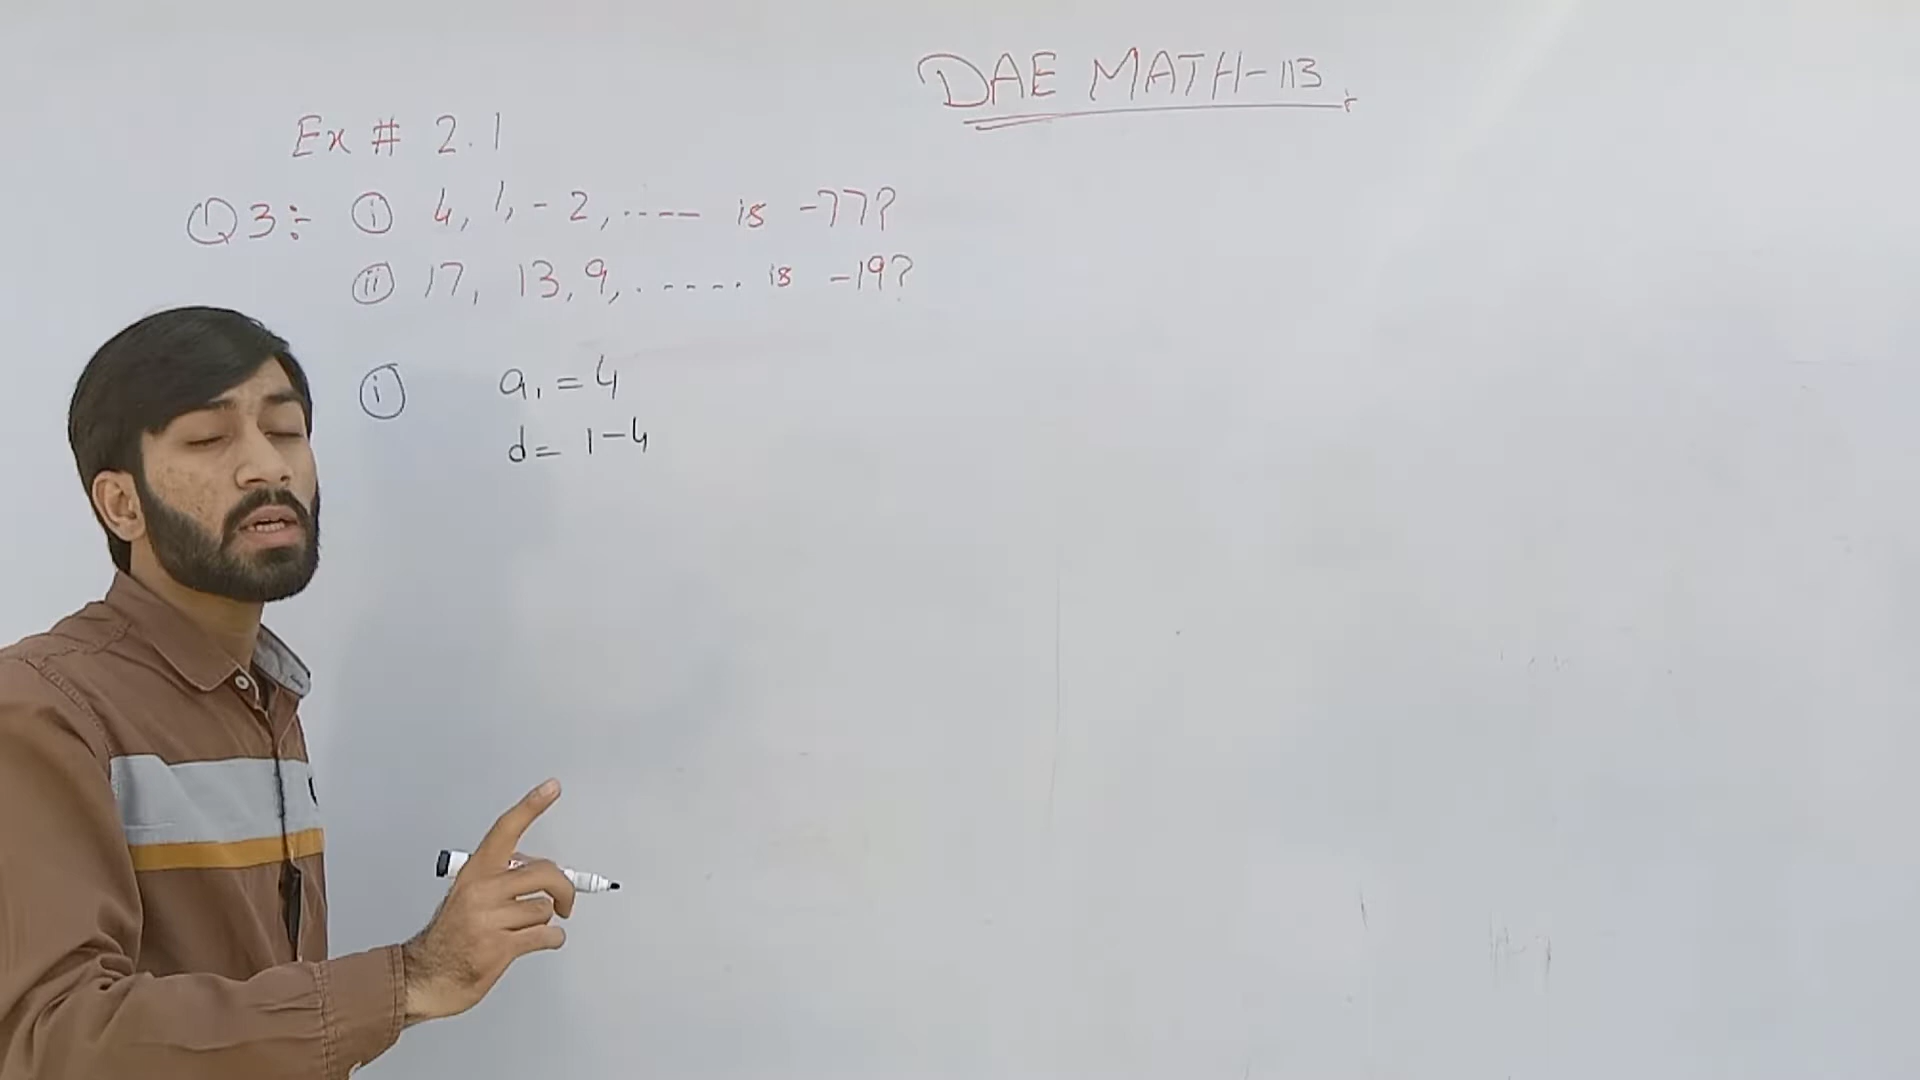 DAE MATH-113
Ex # 2.1
Q3:- (i) 4, 1, -2, ..... is -77?
(ii) 17, 13, 9, ...... is -19?
(i) a₁ = 4
d = 1-4